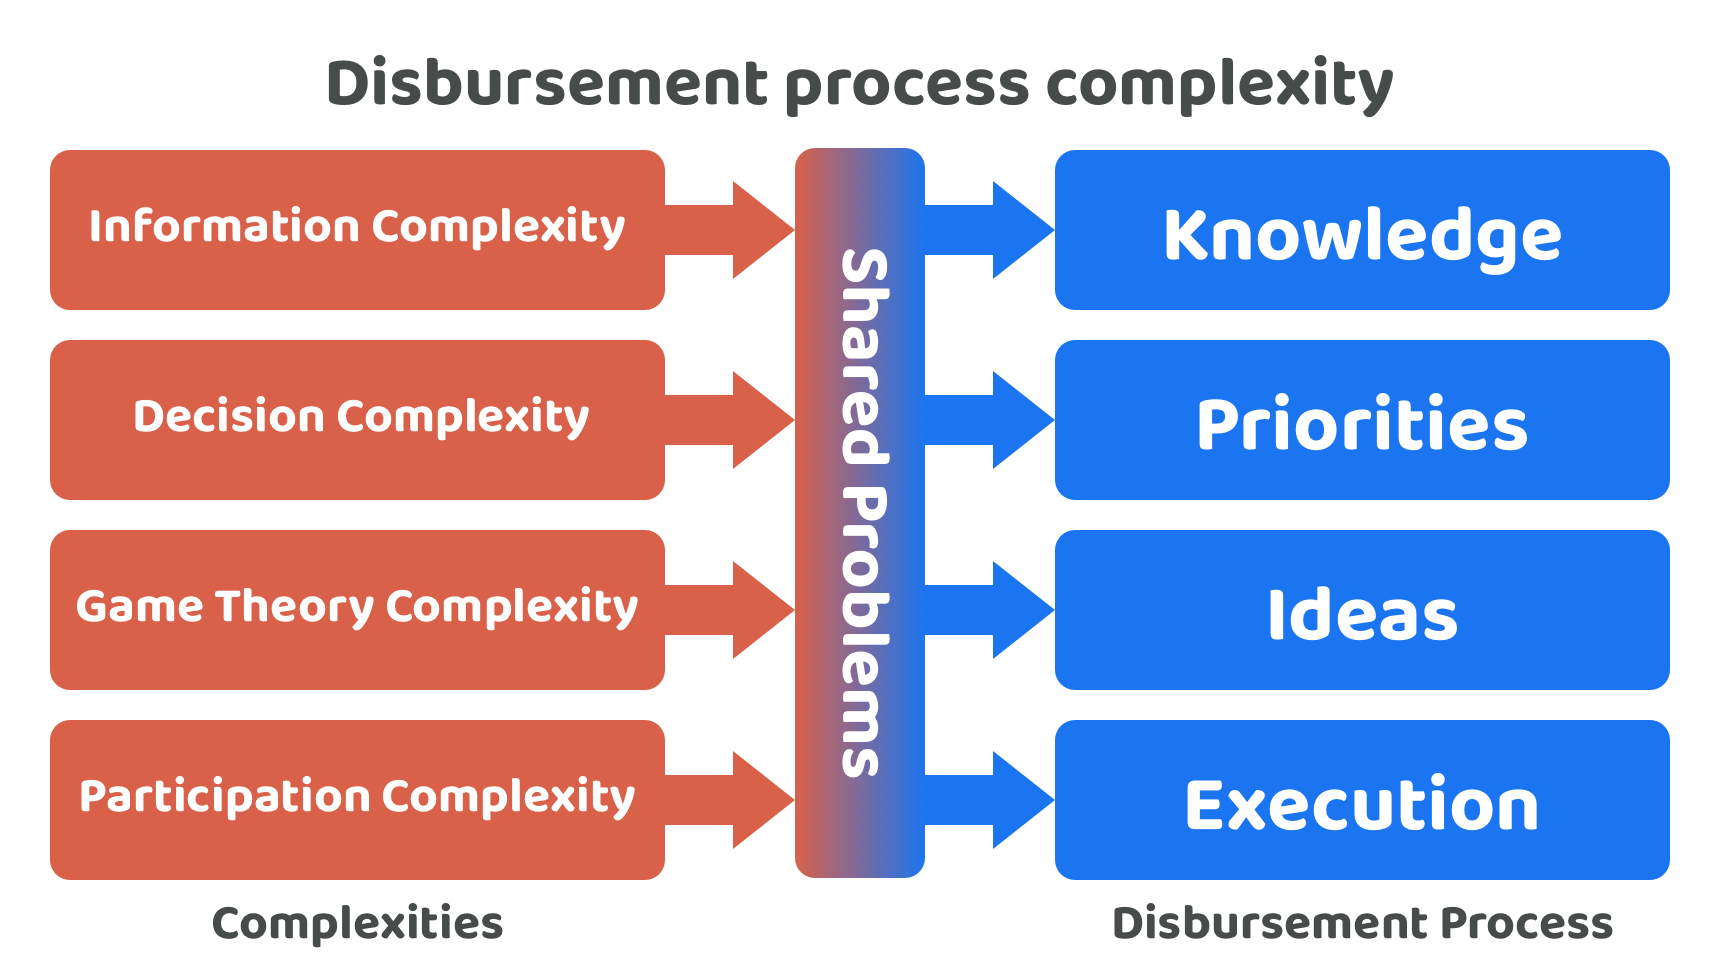 Disbursement process complexity
Information Complexity
Decision Complexity
Game Theory Complexity
Participation Complexity
Complexities
Shared Problems
Knowledge
Priorities
Ideas
Execution
Disbursement Process